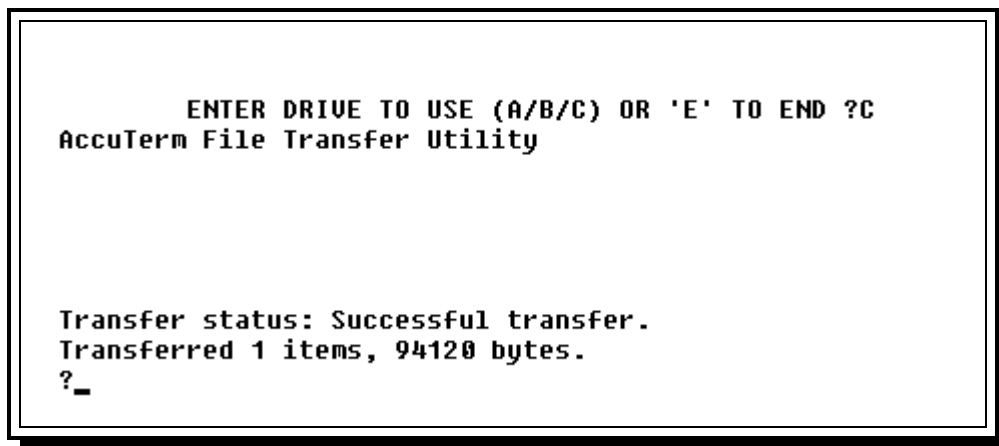 ENTER DRIVE TO USE (A/B/C) OR 'E' TO END ?C
AccuTerm File Transfer Utility
Transfer status: Successful transfer.
Transferred 1 items, 94120 bytes.
?_